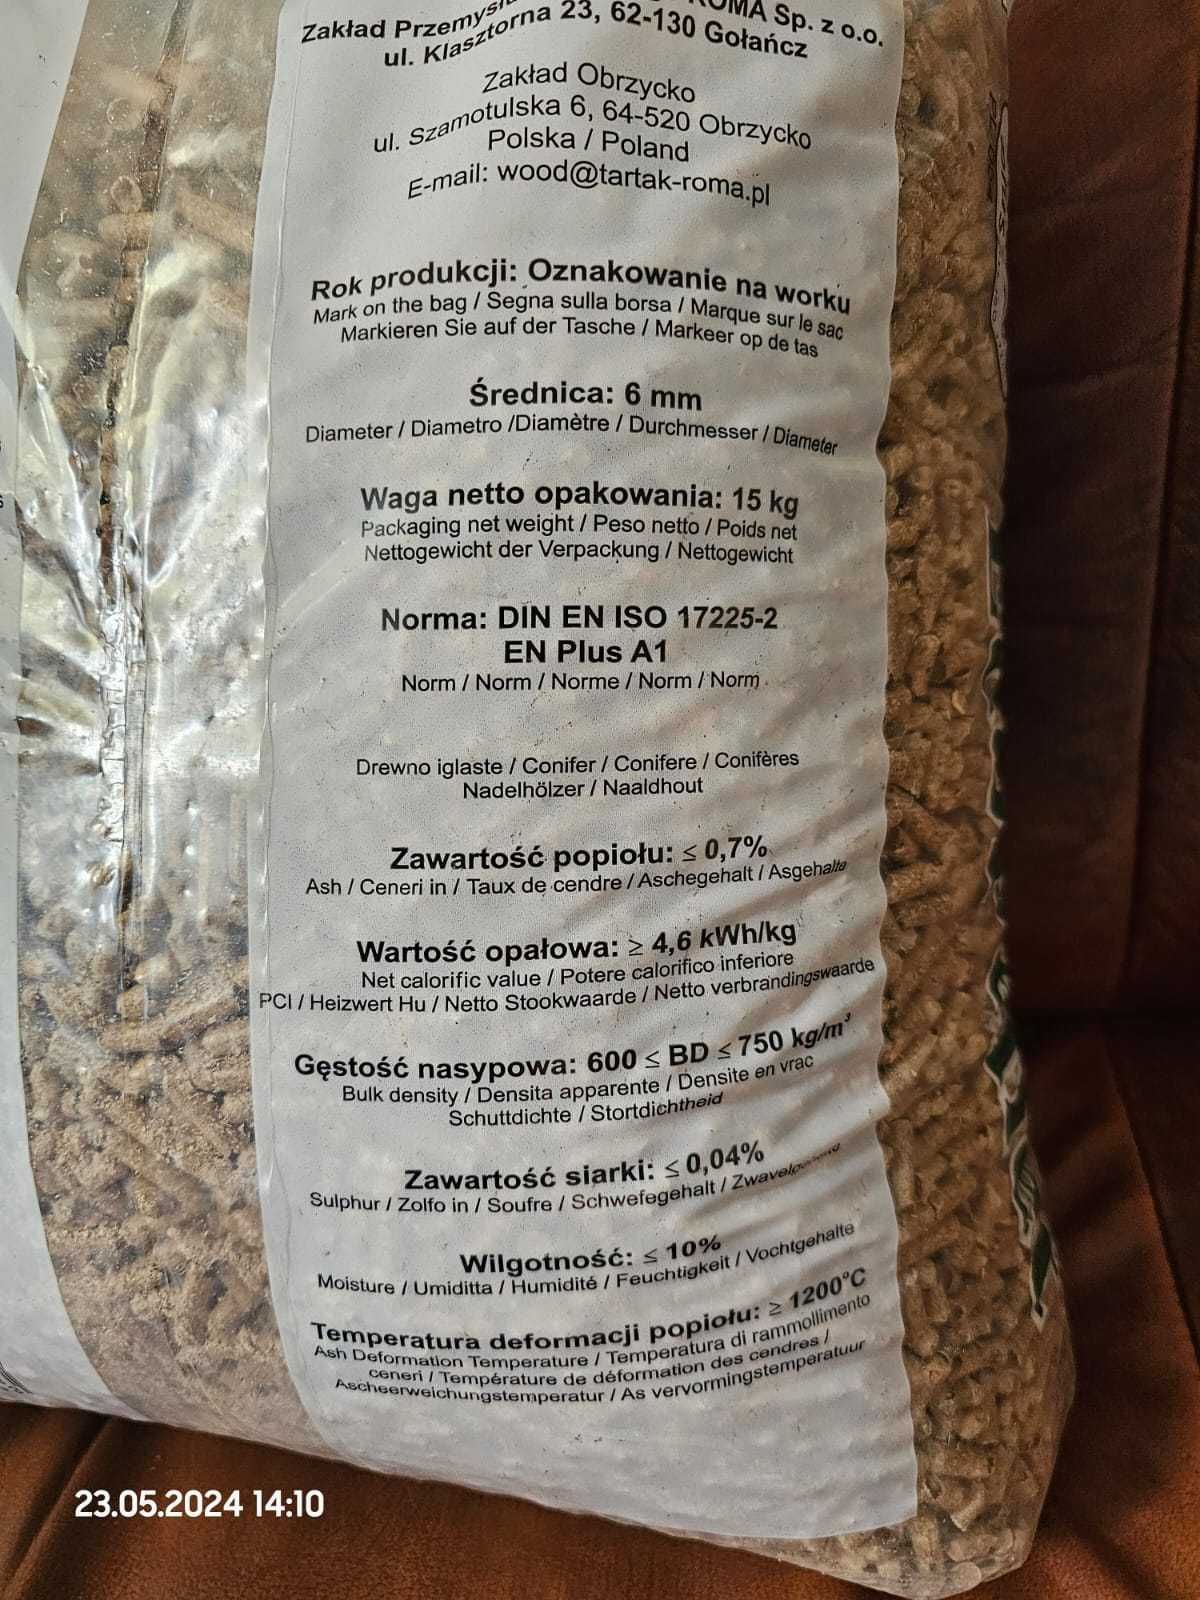 Zakład Przemysł ROMA Sp. z o.o.
ul. Klasztorna 23, 62-130 Gołańcz
Zakład Obrzycko
ul. Szamotulska 6, 64-520 Obrzycko
Polska / Poland
E-mail: wood@tartak-roma.pl
Rok produkcji: Oznakowanie na worku
Mark on the bag / Segna sulla borsa / Marque sur le sac
Markieren Sie auf der Tasche / Markeer op de tas
Średnica: 6 mm
Diameter / Diametro /Diamètre / Durchmesser / Diameter
Waga netto opakowania: 15 kg
Packaging net weight / Peso netto / Poids net
Nettogewicht der Verpackung / Nettogewicht
Norma: DIN EN ISO 17225-2
EN Plus A1
Norm / Norm / Norme / Norm / Norm
Drewno iglaste / Conifer / Conifere / Conifères
Nadelhölzer / Naaldhout
Zawartość popiołu: ≤ 0,7%
Ash / Ceneri in / Taux de cendre / Aschegehalt / Asgehalte
Wartość opałowa: ≥ 4,6 kWh/kg
Net calorific value / Potere calorifico inferiore
PCI / Heizwert Hu / Netto Stookwaarde / Netto verbrandingswaarde
Gęstość nasypowa: 600 ≤ BD ≤ 750 kg/m³
Bulk density / Densita apparente / Densite en vrac
Schuttdichte / Stortdichtheid
Zawartość siarki: ≤ 0,04%
Sulphur / Zolfo in / Soufre / Schwefegehalt /
Wilgotność: ≤ 10%
Moisture / Umiditta / Humidité / Feuchtigkeit / Vochtgehalte
Temperatura deformacji popiołu: ≥ 1200°C
Ash Deformation Temperature / Temperatura di rammollimento
ceneri / Température de déformation des cendres /
Ascheerweichungstemperatur / As vervormingstemperatuur
23.05.2024 14:10